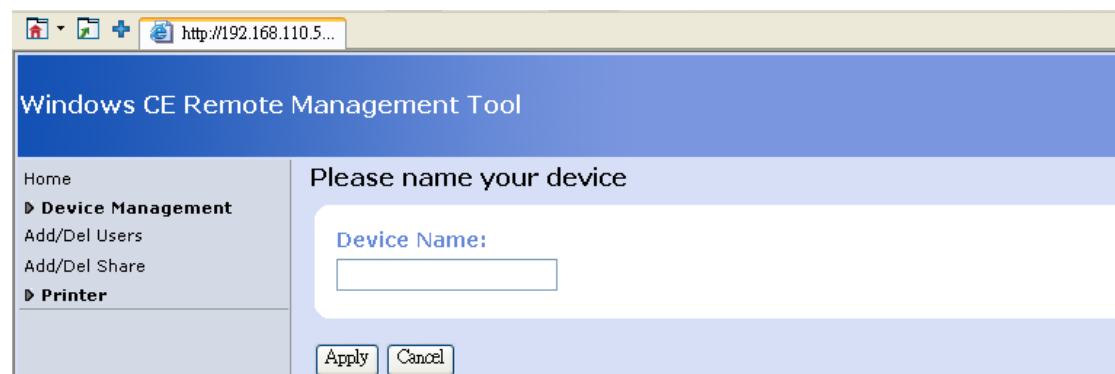 http://192.168.110.5...
Windows CE Remote Management Tool
Home
Device Management
Add/Del Users
Add/Del Share
Printer
Please name your device
Device Name:
Apply Cancel